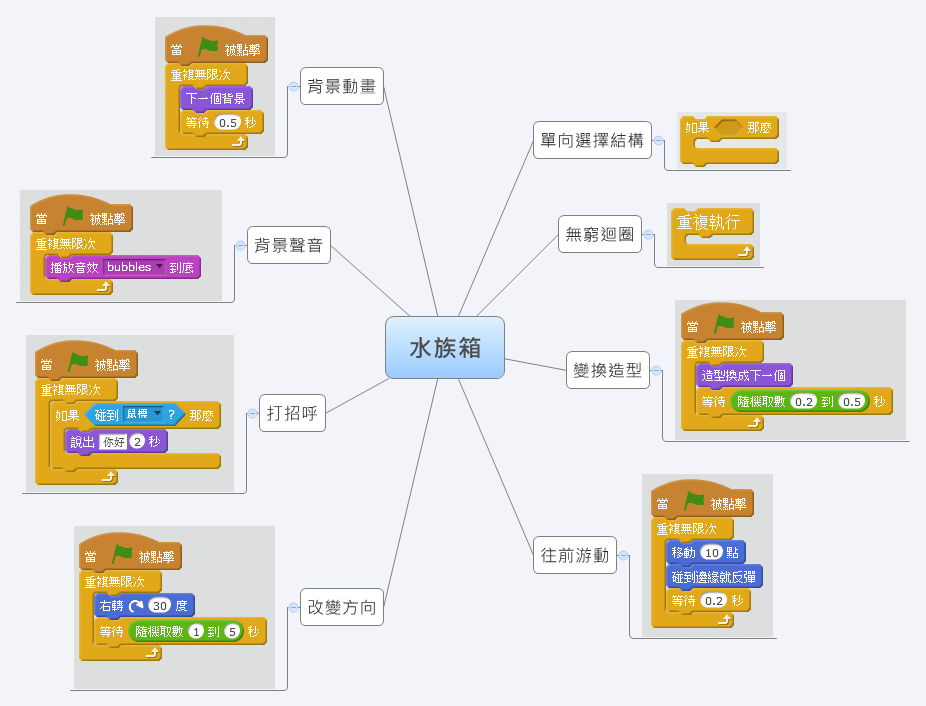 水族箱
背景動畫
當 被點擊
重複無限次
下一個背景
等待 0.5 秒
背景聲音
當 被點擊
重複無限次
播放音效 bubbles 到底
打招呼
當 被點擊
重複無限次
如果 碰到 鼠標 ? 那麼
說出 你好 2 秒
改變方向
當 被點擊
重複無限次
右轉 30 度
等待 隨機取數 1 到 5 秒
單向選擇結構
如果 那麼
無窮迴圈
重複執行
變換造型
當 被點擊
重複無限次
造型換成下一個
等待 隨機取數 0.2 到 0.5 秒
往前游動
當 被點擊
重複無限次
移動 10 點
碰到邊緣就反彈
等待 0.2 秒